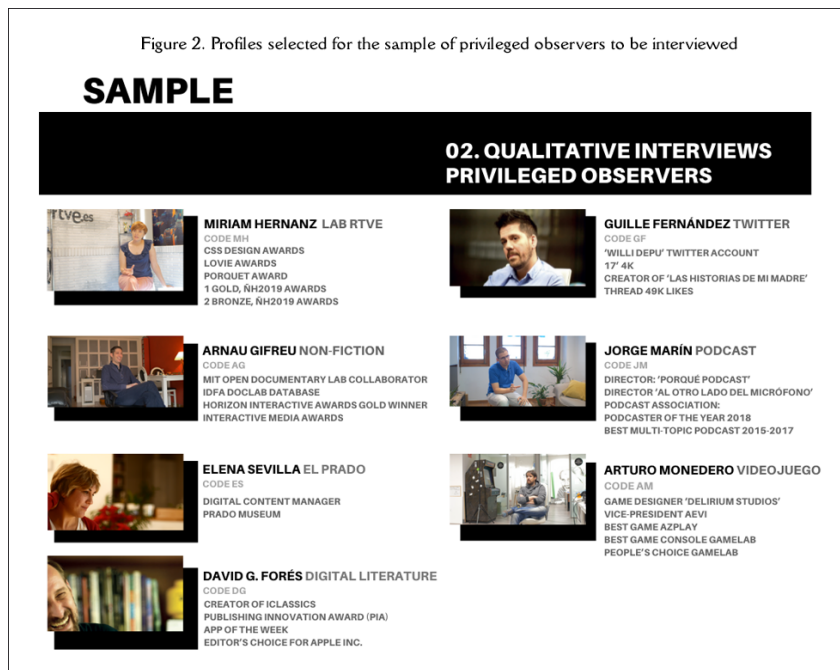 Figure 2. Profiles selected for the sample of privileged observers to be interviewed
SAMPLE
02. QUALITATIVE INTERVIEWS
PRIVILEGED OBSERVERS
rtve.es
MIRIAM HERNANZ LAB RTVE
CODE MH
CSS DESIGN AWARDS
LOVIE AWARDS
PORQUET AWARD
1 GOLD, ÑH2019 AWARDS
2 BRONZE, ÑH2019 AWARDS
ARNAU GIFREU NON-FICTION
CODE AG
MIT OPEN DOCUMENTARY LAB COLLABORATOR
IDFA DOCLAB DATABASE
HORIZON INTERACTIVE AWARDS GOLD WINNER
INTERACTIVE MEDIA AWARDS
ELENA SEVILLA EL PRADO
CODE ES
DIGITAL CONTENT MANAGER
PRADO MUSEUM
DAVID G. FORÉS DIGITAL LITERATURE
CODE DG
CREATOR OF ICLASSICS
PUBLISHING INNOVATION AWARD (PIA)
APP OF THE WEEK
EDITOR'S CHOICE FOR APPLE INC.
GUILLE FERNÁNDEZ TWITTER
CODE GF
'WILLI DEPU' TWITTER ACCOUNT
17' 4K
CREATOR OF 'LAS HISTORIAS DE MI MADRE'
THREAD 49K LIKES
JORGE MARÍN PODCAST
CODE JM
DIRECTOR: 'PORQUÉ PODCAST'
DIRECTOR 'AL OTRO LADO DEL MICRÓFONO'
PODCAST ASSOCIATION:
PODCASTER OF THE YEAR 2018
BEST MULTI-TOPIC PODCAST 2015-2017
ARTURO MONEDERO VIDEOJUEGO
CODE AM
GAME DESIGNER 'DELIRIUM STUDIOS'
VICE-PRESIDENT AEVI
BEST GAME AZPLAY
BEST GAME CONSOLE GAMELAB
PEOPLE'S CHOICE GAMELAB